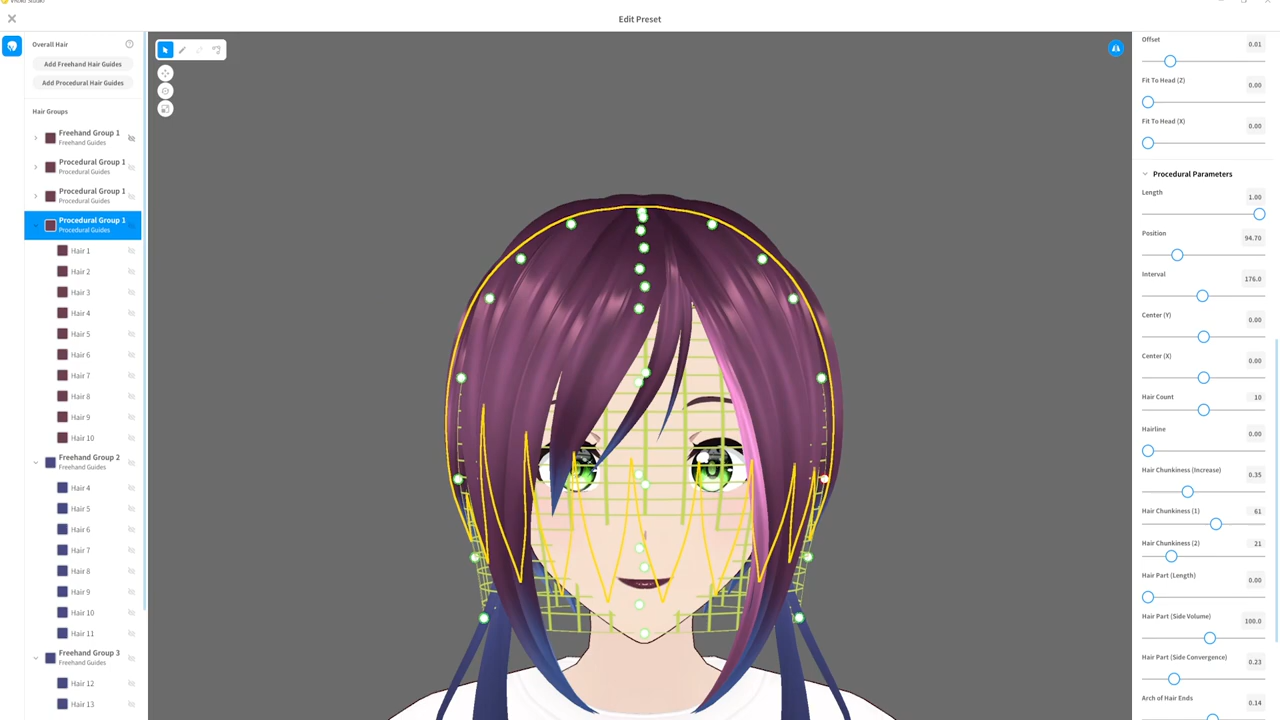 VRoid Studio
Edit Preset
Overall Hair
Add Freehand Hair Guides
Add Procedural Hair Guides
Hair Groups
Freehand Group 1
Freehand Guides
Procedural Group 1
Procedural Guides
Procedural Group 1
Procedural Guides
Procedural Group 1
Procedural Guides
Hair 1
Hair 2
Hair 3
Hair 4
Hair 5
Hair 6
Hair 7
Hair 8
Hair 9
Hair 10
Freehand Group 2
Freehand Guides
Hair 4
Hair 5
Hair 6
Hair 7
Hair 8
Hair 9
Hair 10
Hair 11
Freehand Group 3
Freehand Guides
Hair 12
Hair 13
Offset 0.01
Fit To Head (Z) 0.00
Fit To Head (X) 0.00
Procedural Parameters
Length 1.00
Position 94.70
Interval 176.0
Center (Y) 0.00
Center (X) 0.00
Hair Count 10
Hairline 0.00
Hair Chunkiness (Increase) 0.35
Hair Chunkiness (1) 61
Hair Chunkiness (2) 21
Hair Part (Length) 0.00
Hair Part (Side Volume) 100.0
Hair Part (Side Convergence) 0.23
Arch of Hair Ends 0.14